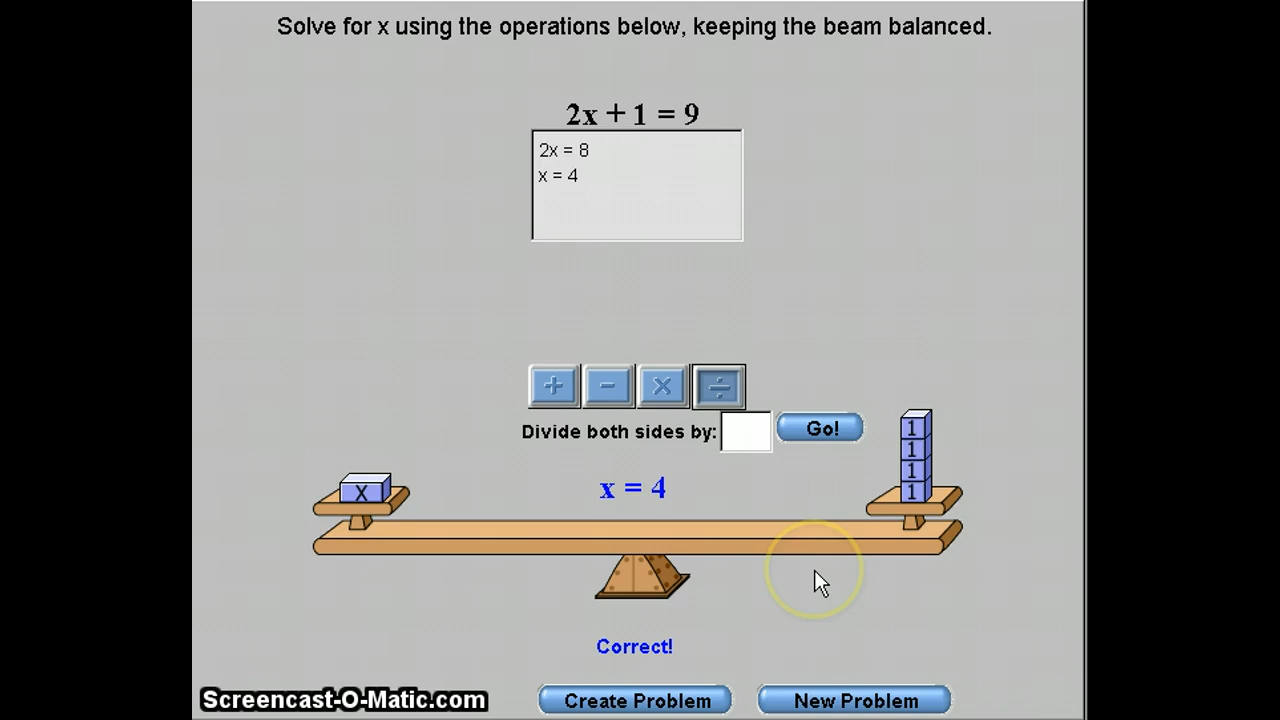 Solve for x using the operations below, keeping the beam balanced.
2x + 1 = 9
2x = 8
x = 4
+ − × ÷
Divide both sides by: Go!
x = 4
X
1
1
1
1
Correct!
Screencast-O-Matic.com
Create Problem
New Problem